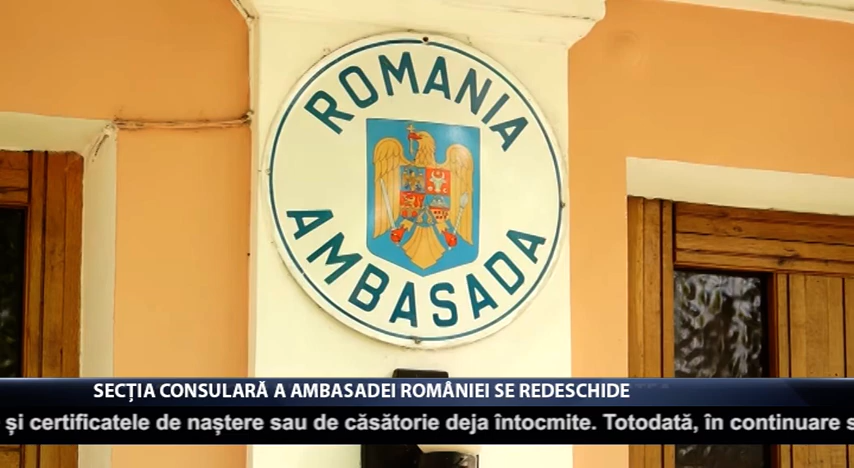 ROMANIA
AMBASADA
SECȚIA CONSULARĂ A AMBASADEI ROMÂNIEI SE REDESCHIDE
și certificatele de naștere sau de căsătorie deja întocmite. Totodată, în continuare s